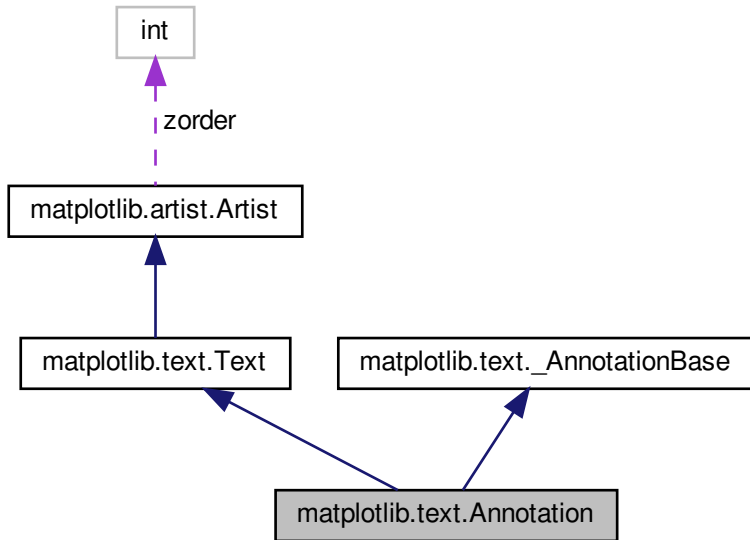 int
zorder
matplotlib.artist.Artist
matplotlib.text.Text
matplotlib.text._AnnotationBase
matplotlib.text.Annotation